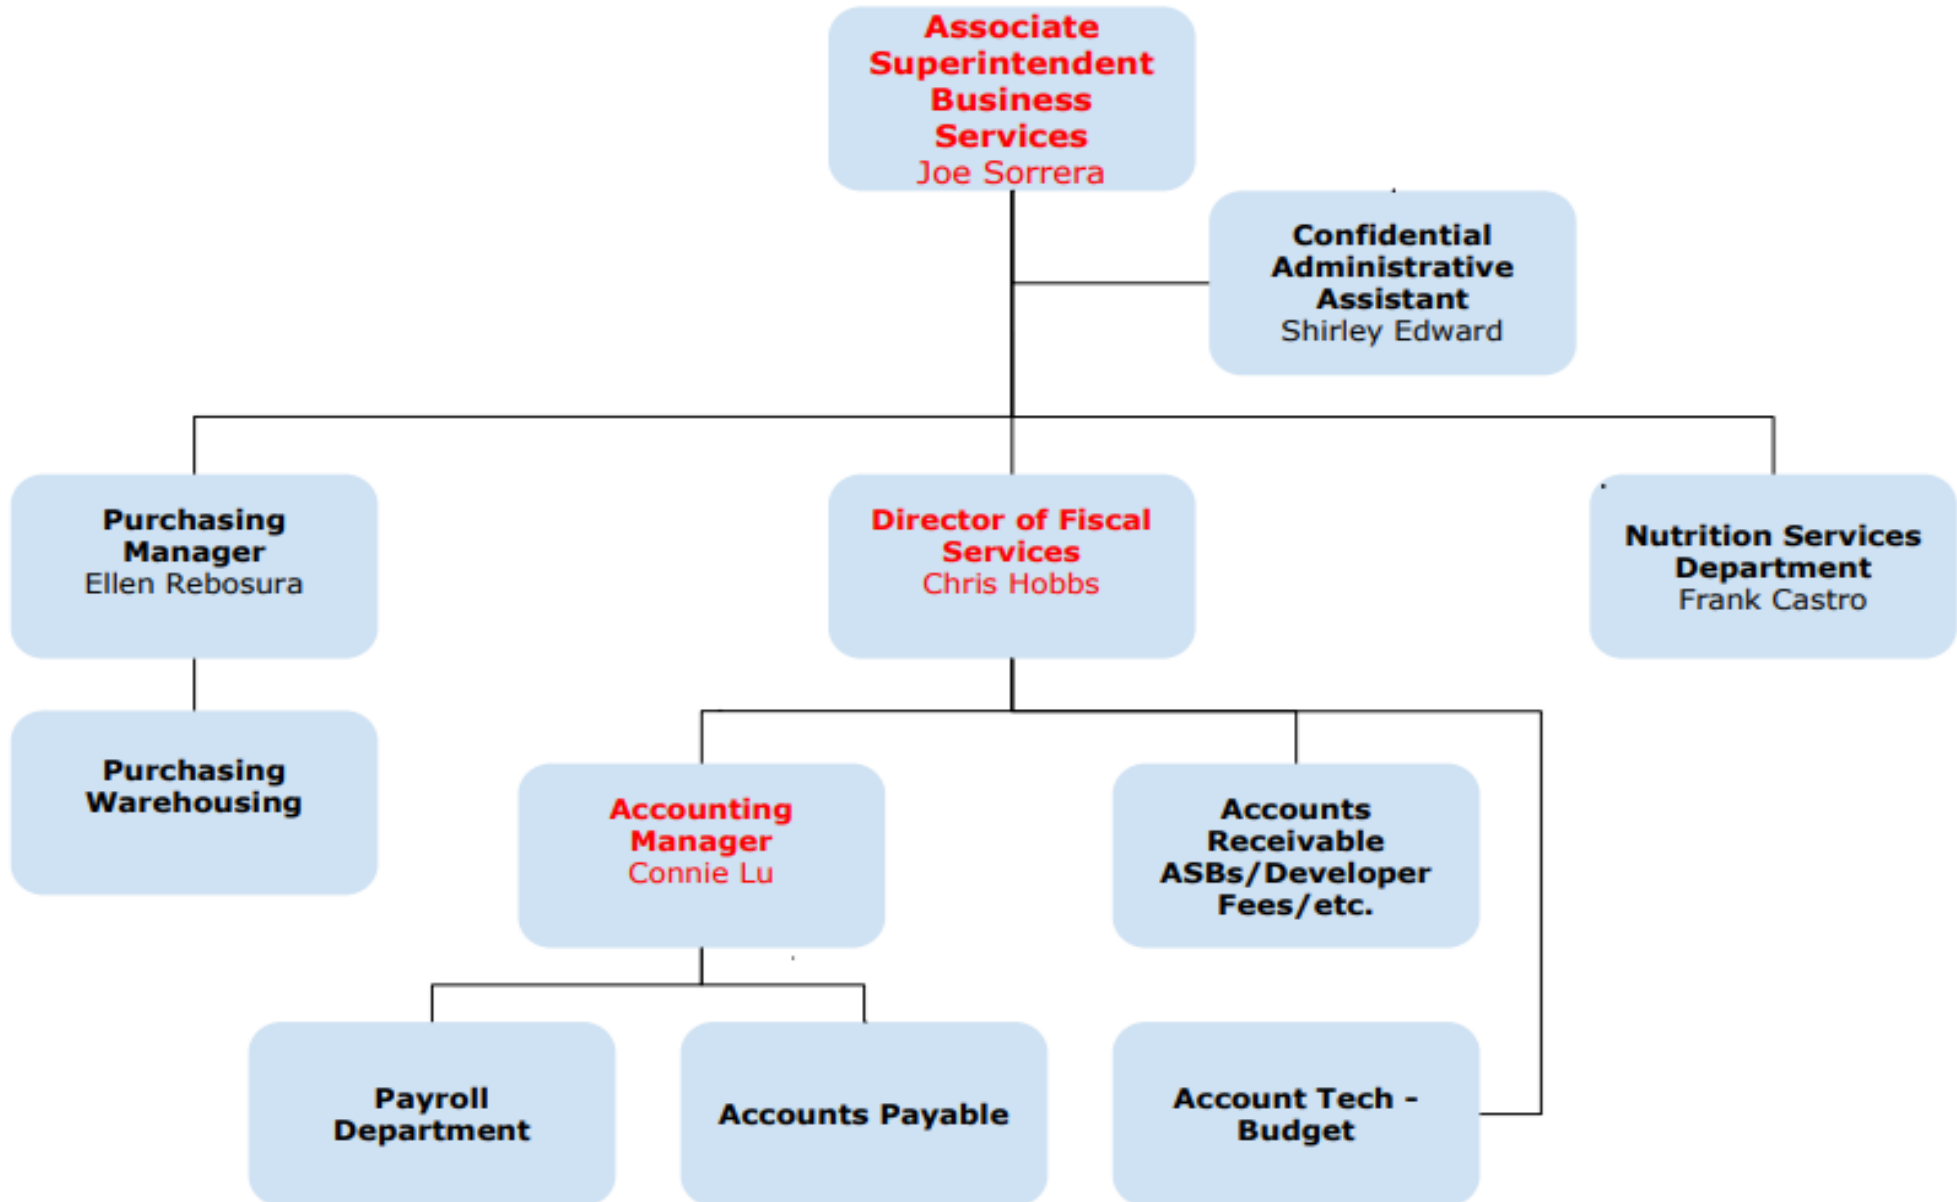 Associate
Superintendent
Business
Services
Joe Sorrera
Confidential
Administrative
Assistant
Shirley Edward
Purchasing
Manager
Ellen Rebosura
Director of Fiscal
Services
Chris Hobbs
Nutrition Services
Department
Frank Castro
Purchasing
Warehousing
Accounting
Manager
Connie Lu
Accounts
Receivable
ASBs/Developer
Fees/etc.
Payroll
Department
Accounts Payable
Account Tech -
Budget